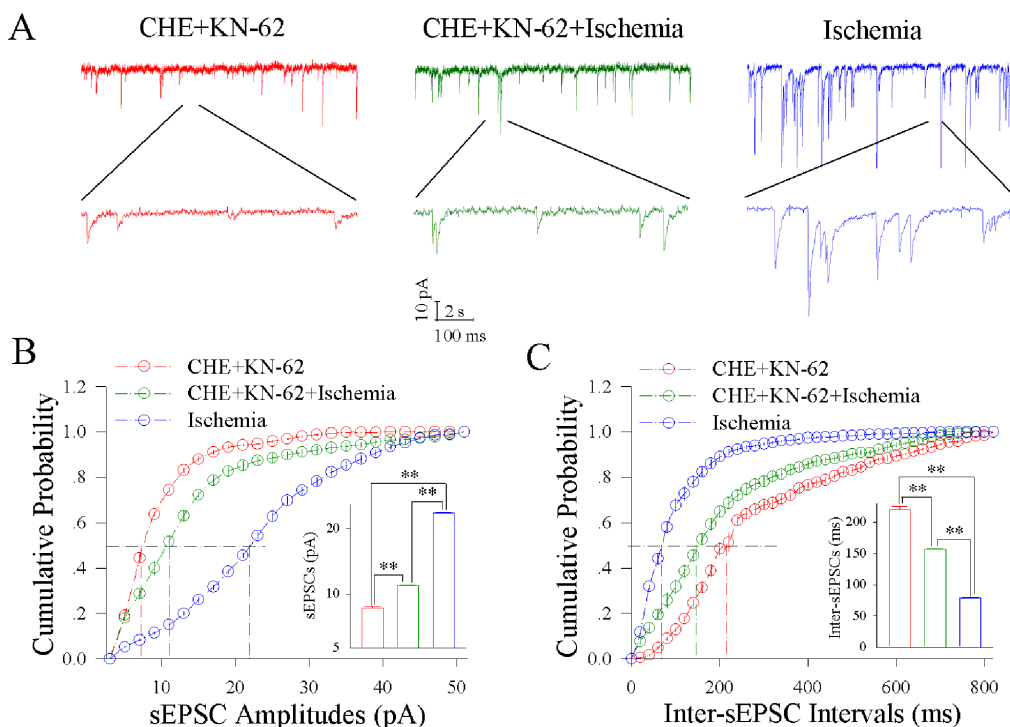 A
CHE+KN-62
CHE+KN-62+Ischemia
Ischemia
10 pA
2 s
100 ms
B
CHE+KN-62
CHE+KN-62+Ischemia
Ischemia
Cumulative Probability
1.2
1.0
.8
.6
.4
.2
0.0
10
20
30
40
50
sEPSC Amplitudes (pA)
sEPSCs (pA)
20
10
5
**
**
**
C
CHE+KN-62
CHE+KN-62+Ischemia
Ischemia
Cumulative Probability
1.2
1.0
.8
.6
.4
.2
0.0
0
200
400
600
800
Inter-sEPSC Intervals (ms)
Inter-sEPSCs (ms)
200
150
100
50
0
**
**
**